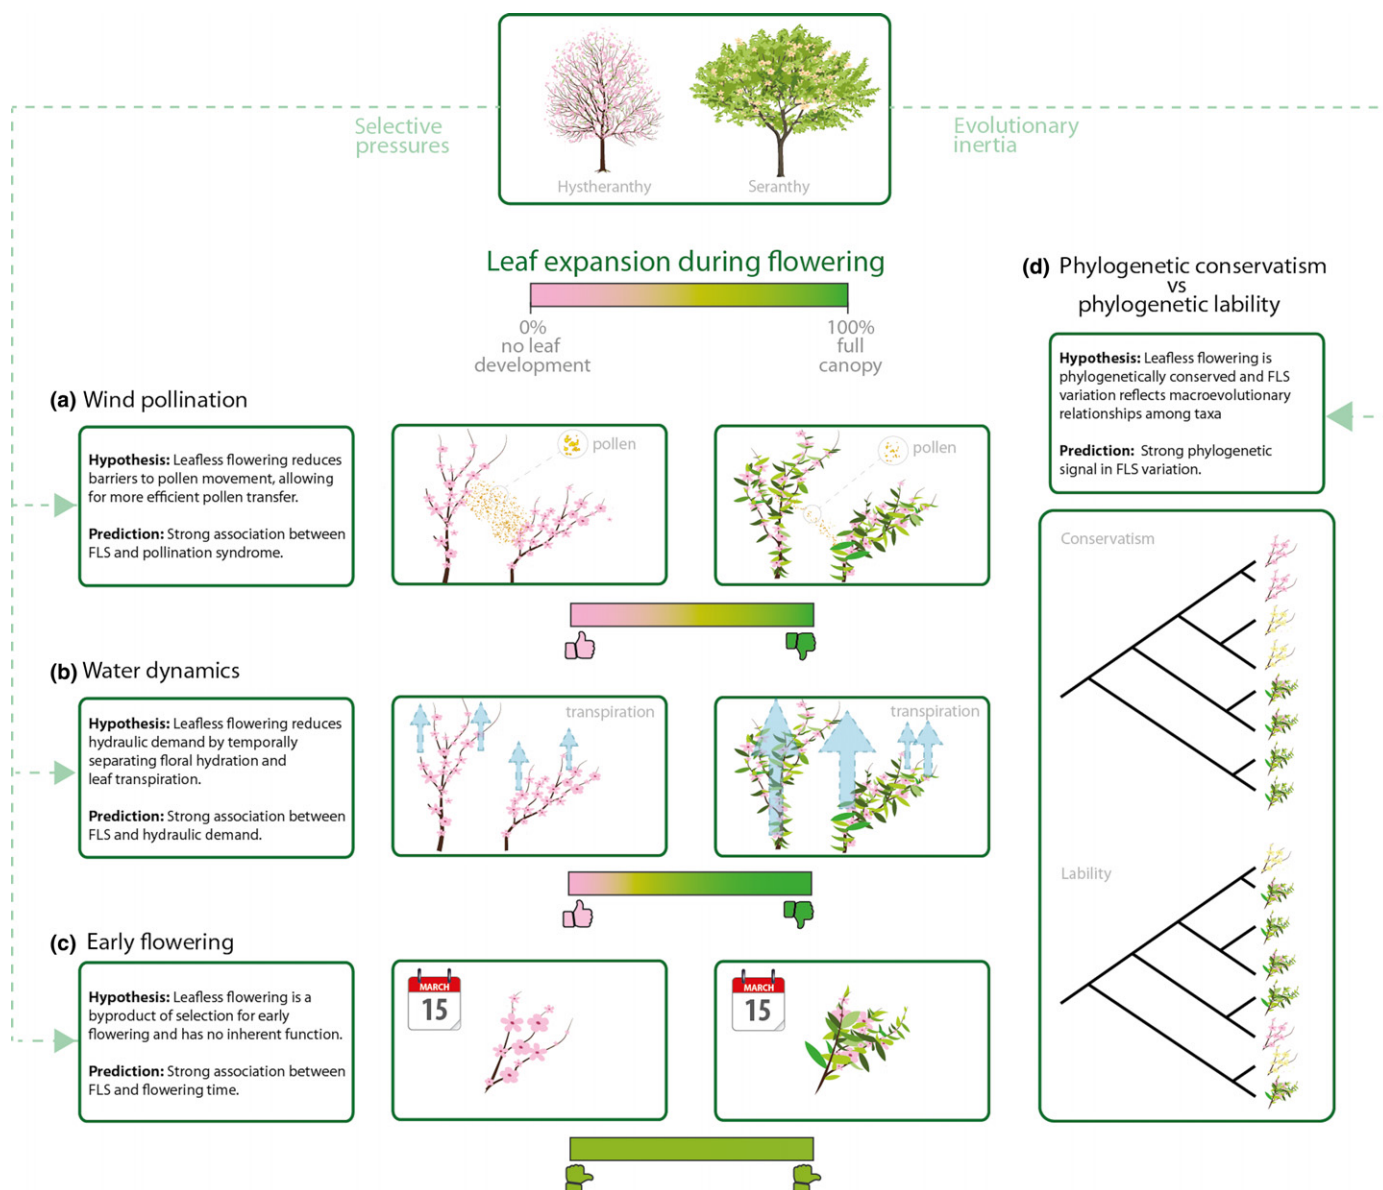 Selective
pressures
Hystheranthy
Seranthy
Evolutionary
inertia
Leaf expansion during flowering
0%
no leaf
development
100%
full
canopy
(a) Wind pollination
Hypothesis: Leafless flowering reduces
barriers to pollen movement, allowing
for more efficient pollen transfer.
Prediction: Strong association between
FLS and pollination syndrome.
pollen
pollen
(b) Water dynamics
Hypothesis: Leafless flowering reduces
hydraulic demand by temporally
separating floral hydration and
leaf transpiration.
Prediction: Strong association between
FLS and hydraulic demand.
transpiration
transpiration
(c) Early flowering
Hypothesis: Leafless flowering is a
byproduct of selection for early
flowering and has no inherent function.
Prediction: Strong association between
FLS and flowering time.
MARCH
15
MARCH
15
(d) Phylogenetic conservatism
vs
phylogenetic lability
Hypothesis: Leafless flowering is
phylogenetically conserved and FLS
variation reflects macroevolutionary
relationships among taxa
Prediction: Strong phylogenetic
signal in FLS variation.
Conservatism
Lability